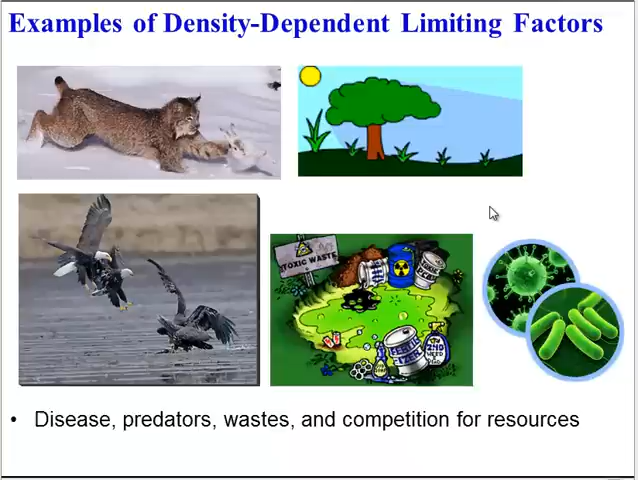 Examples of Density-Dependent Limiting Factors
TOXIC WASTE
• Disease, predators, wastes, and competition for resources